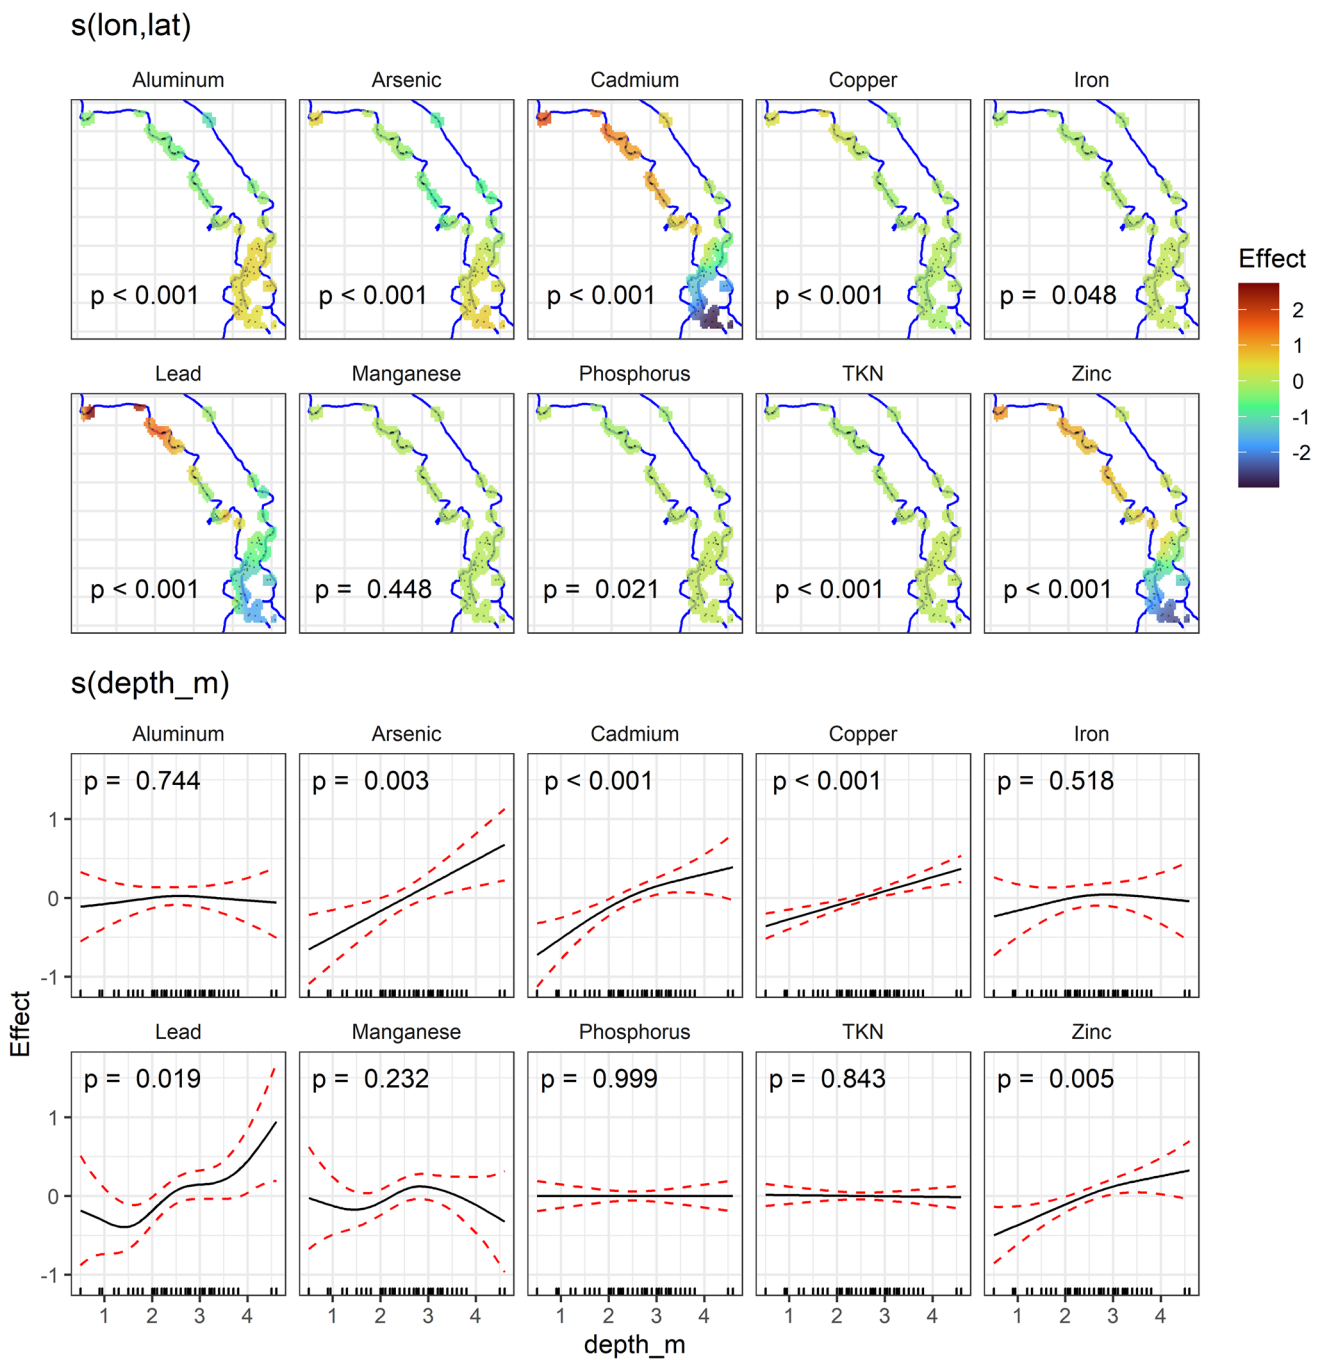 s(lon,lat)
Aluminum Arsenic Cadmium Copper Iron
p < 0.001 p < 0.001 p < 0.001 p < 0.001 p = 0.048
Effect
2
1
0
-1
-2
Lead Manganese Phosphorus TKN Zinc
p < 0.001 p = 0.448 p = 0.021 p < 0.001 p < 0.001
s(depth_m)
Aluminum Arsenic Cadmium Copper Iron
p = 0.744 p = 0.003 p < 0.001 p < 0.001 p = 0.518
1
0
-1
Effect
Lead Manganese Phosphorus TKN Zinc
p = 0.019 p = 0.232 p = 0.999 p = 0.843 p = 0.005
1
0
-1
1 2 3 4 1 2 3 4 1 2 3 4 1 2 3 4 1 2 3 4
depth_m